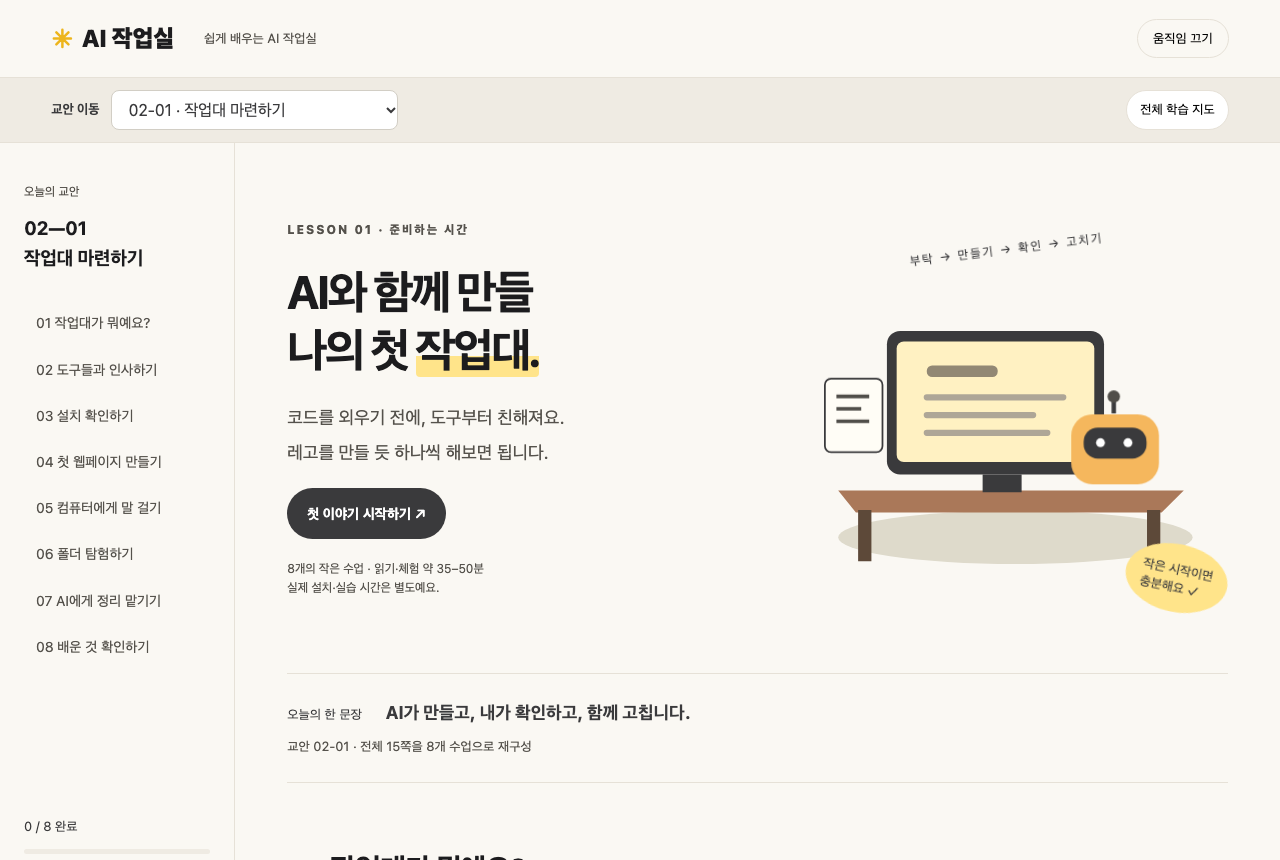 AI 작업실
쉽게 배우는 AI 작업실
움직임 끄기
교안 이동
02-01 · 작업대 마련하기
전체 학습 지도
오늘의 교안
02—01
작업대 마련하기
01 작업대가 뭐예요?
02 도구들과 인사하기
03 설치 확인하기
04 첫 웹페이지 만들기
05 컴퓨터에게 말 걸기
06 폴더 탐험하기
07 AI에게 정리 맡기기
08 배운 것 확인하기
0 / 8 완료
LESSON 01 · 준비하는 시간
AI와 함께 만들
나의 첫 작업대.
코드를 외우기 전에, 도구부터 친해져요.
레고를 만들 듯 하나씩 해보면 됩니다.
첫 이야기 시작하기 ↗
8개의 작은 수업 · 읽기·체험 약 35–50분
실제 설치·실습 시간은 별도예요.
부탁 → 만들기 → 확인 → 고치기
작은 시작이면
충분해요 ✓
오늘의 한 문장
AI가 만들고, 내가 확인하고, 함께 고칩니다.
교안 02-01 · 전체 15쪽을 8개 수업으로 재구성
작업대가 뭐예요?